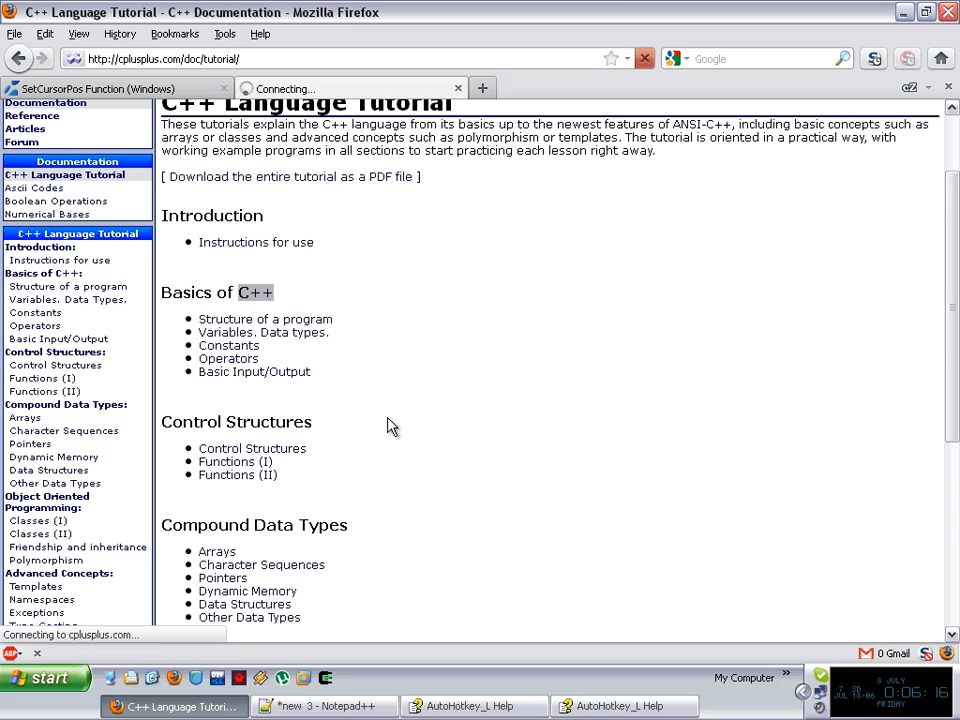 C++ Language Tutorial - C++ Documentation - Mozilla Firefox
File Edit View History Bookmarks Tools Help
http://cplusplus.com/doc/tutorial/
Google
SetCursorPos Function (Windows)
Connecting...
Documentation
Reference
Articles
Forum
Documentation
C++ Language Tutorial
Ascii Codes
Boolean Operations
Numerical Bases
C++ Language Tutorial
Introduction:
Instructions for use
Basics of C++:
Structure of a program
Variables. Data Types.
Constants
Operators
Basic Input/Output
Control Structures:
Control Structures
Functions (I)
Functions (II)
Compound Data Types:
Arrays
Character Sequences
Pointers
Dynamic Memory
Data Structures
Other Data Types
Object Oriented
Programming:
Classes (I)
Classes (II)
Friendship and inheritance
Polymorphism
Advanced Concepts:
Templates
Namespaces
Exceptions
C++ Language Tutorial
These tutorials explain the C++ language from its basics up to the newest features of ANSI-C++, including basic concepts such as
arrays or classes and advanced concepts such as polymorphism or templates. The tutorial is oriented in a practical way, with
working example programs in all sections to start practicing each lesson right away.
[ Download the entire tutorial as a PDF file ]
Introduction
Instructions for use
Basics of C++
Structure of a program
Variables. Data types.
Constants
Operators
Basic Input/Output
Control Structures
Control Structures
Functions (I)
Functions (II)
Compound Data Types
Arrays
Character Sequences
Pointers
Dynamic Memory
Data Structures
Other Data Types
Connecting to cplusplus.com...
ABP
0 Gmail
start
My Computer
C++ Language Tutori...
*new 3 - Notepad++
AutoHotkey_L Help
AutoHotkey_L Help
8 JULY
0:06:16
FRIDAY